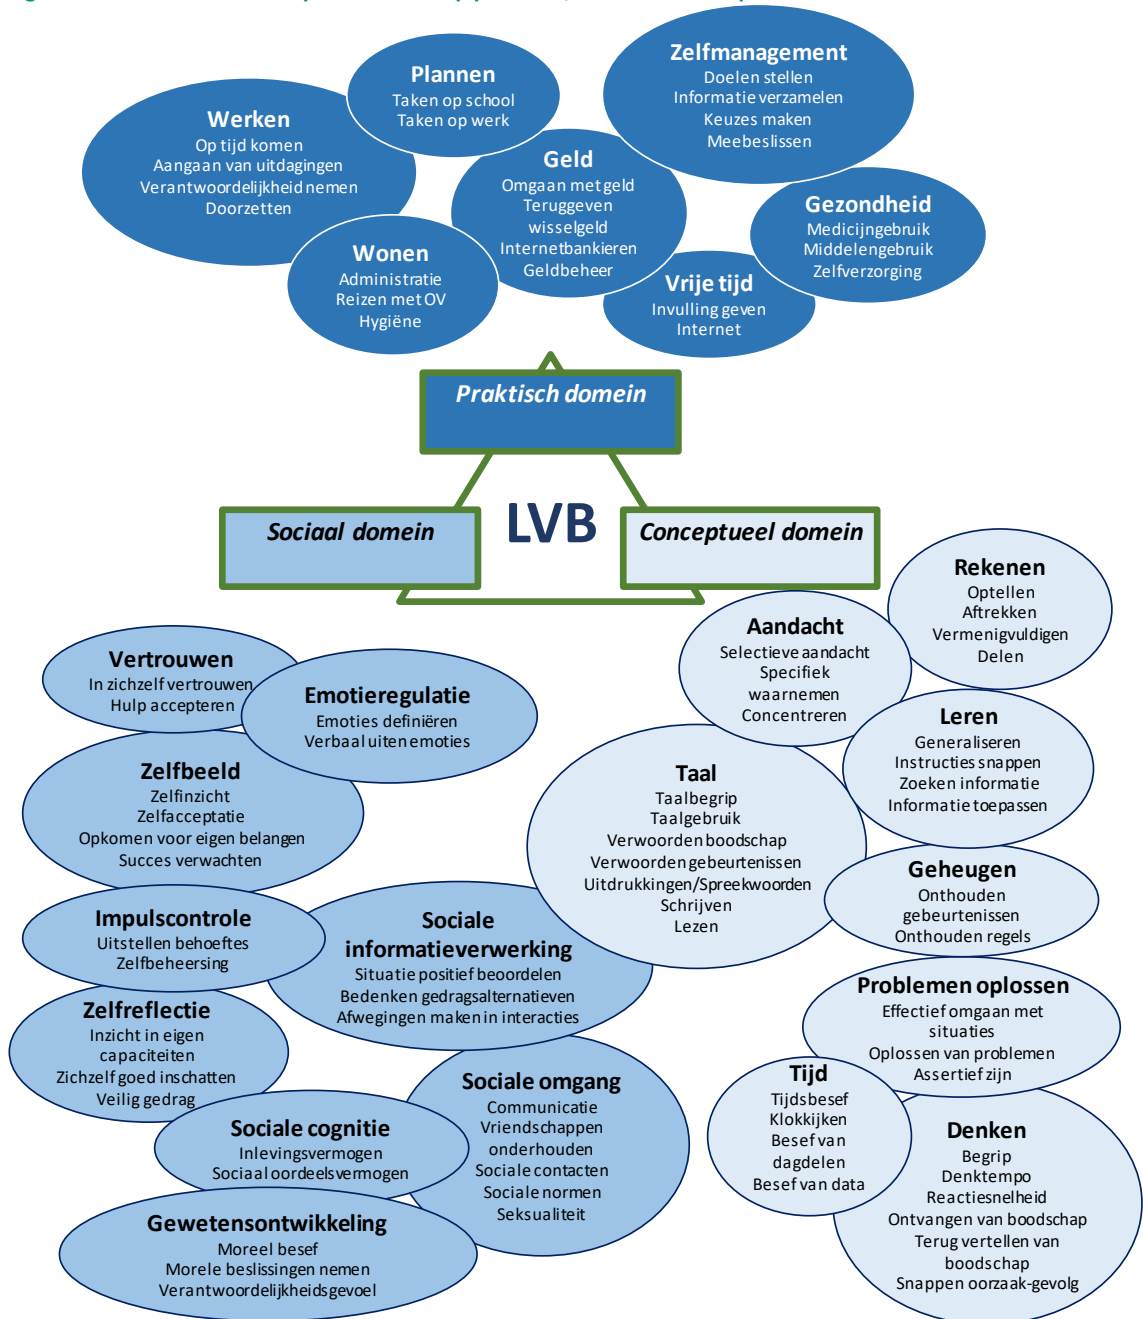 Zelfmanagement
Doelen stellen
Informatie verzamelen
Keuzes maken
Meebeslissen
Plannen
Taken op school
Taken op werk
Werken
Op tijd komen
Aangaan van uitdagingen
Verantwoordelijkheid nemen
Doorzetten
Geld
Omgaan met geld
Teruggeven
wisselgeld
Internetbankieren
Geldbeheer
Gezondheid
Medicijngebruik
Middelengebruik
Zelfverzorging
Wonen
Administratie
Reizen met OV
Hygiëne
Vrije tijd
Invulling geven
Internet
Praktisch domein
LVB
Sociaal domein
Conceptueel domein
Vertrouwen
In zichzelf vertrouwen
Hulp accepteren
Emotieregulatie
Emoties definiëren
Verbaal uiten emoties
Zelfbeeld
Zelfinzicht
Zelfacceptatie
Opkomen voor eigen belangen
Succes verwachten
Impulscontrole
Uitstellen behoeftes
Zelfbeheersing
Sociale
informatieverwerking
Situatie positief beoordelen
Bedenken gedragsalternatieven
Afwegingen maken in interacties
Zelfreflectie
Inzicht in eigen
capaciteiten
Zichzelf goed inschatten
Veilig gedrag
Sociale omgang
Communicatie
Vriendschappen
onderhouden
Sociale contacten
Sociale normen
Seksualiteit
Sociale cognitie
Inlevingsvermogen
Sociaal oordeelsvermogen
Gewetensontwikkeling
Moreel besef
Morele beslissingen nemen
Verantwoordelijkheidsgevoel
Rekenen
Optellen
Aftrekken
Vermenigvuldigen
Delen
Aandacht
Selectieve aandacht
Specifiek
waarnemen
Concentreren
Leren
Generaliseren
Instructies snappen
Zoeken informatie
Informatie toepassen
Taal
Taalbegrip
Taalgebruik
Verwoorden boodschap
Verwoorden gebeurtenissen
Uitdrukkingen/Spreekwoorden
Schrijven
Lezen
Geheugen
Onthouden
gebeurtenissen
Onthouden regels
Problemen oplossen
Effectief omgaan met
situaties
Oplossen van problemen
Assertief zijn
Tijd
Tijdsbesef
Klokkijken
Besef van
dagdelen
Besef van data
Denken
Begrip
Denktempo
Reactiesnelheid
Ontvangen van boodschap
Terug vertellen van
boodschap
Snappen oorzaak-gevolg